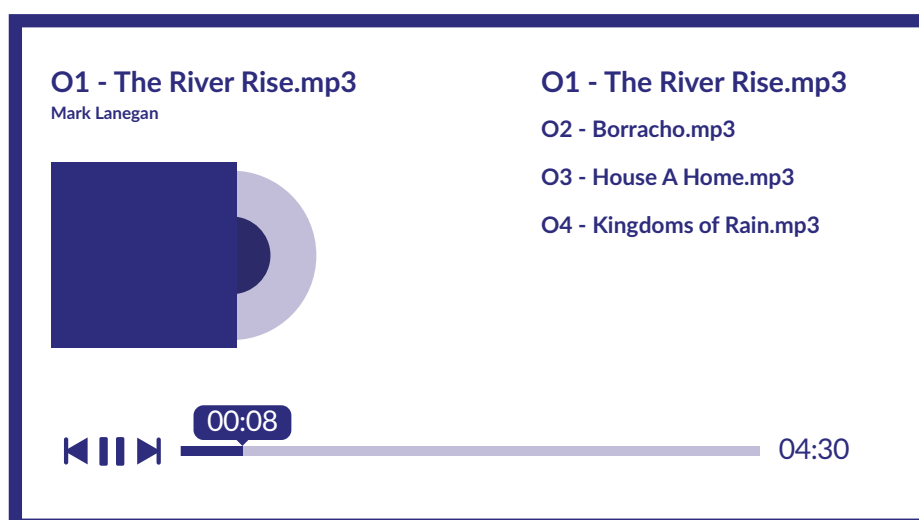 O1 - The River Rise.mp3
Mark Lanegan
O1 - The River Rise.mp3
O2 - Borracho.mp3
O3 - House A Home.mp3
O4 - Kingdoms of Rain.mp3
00:08
04:30